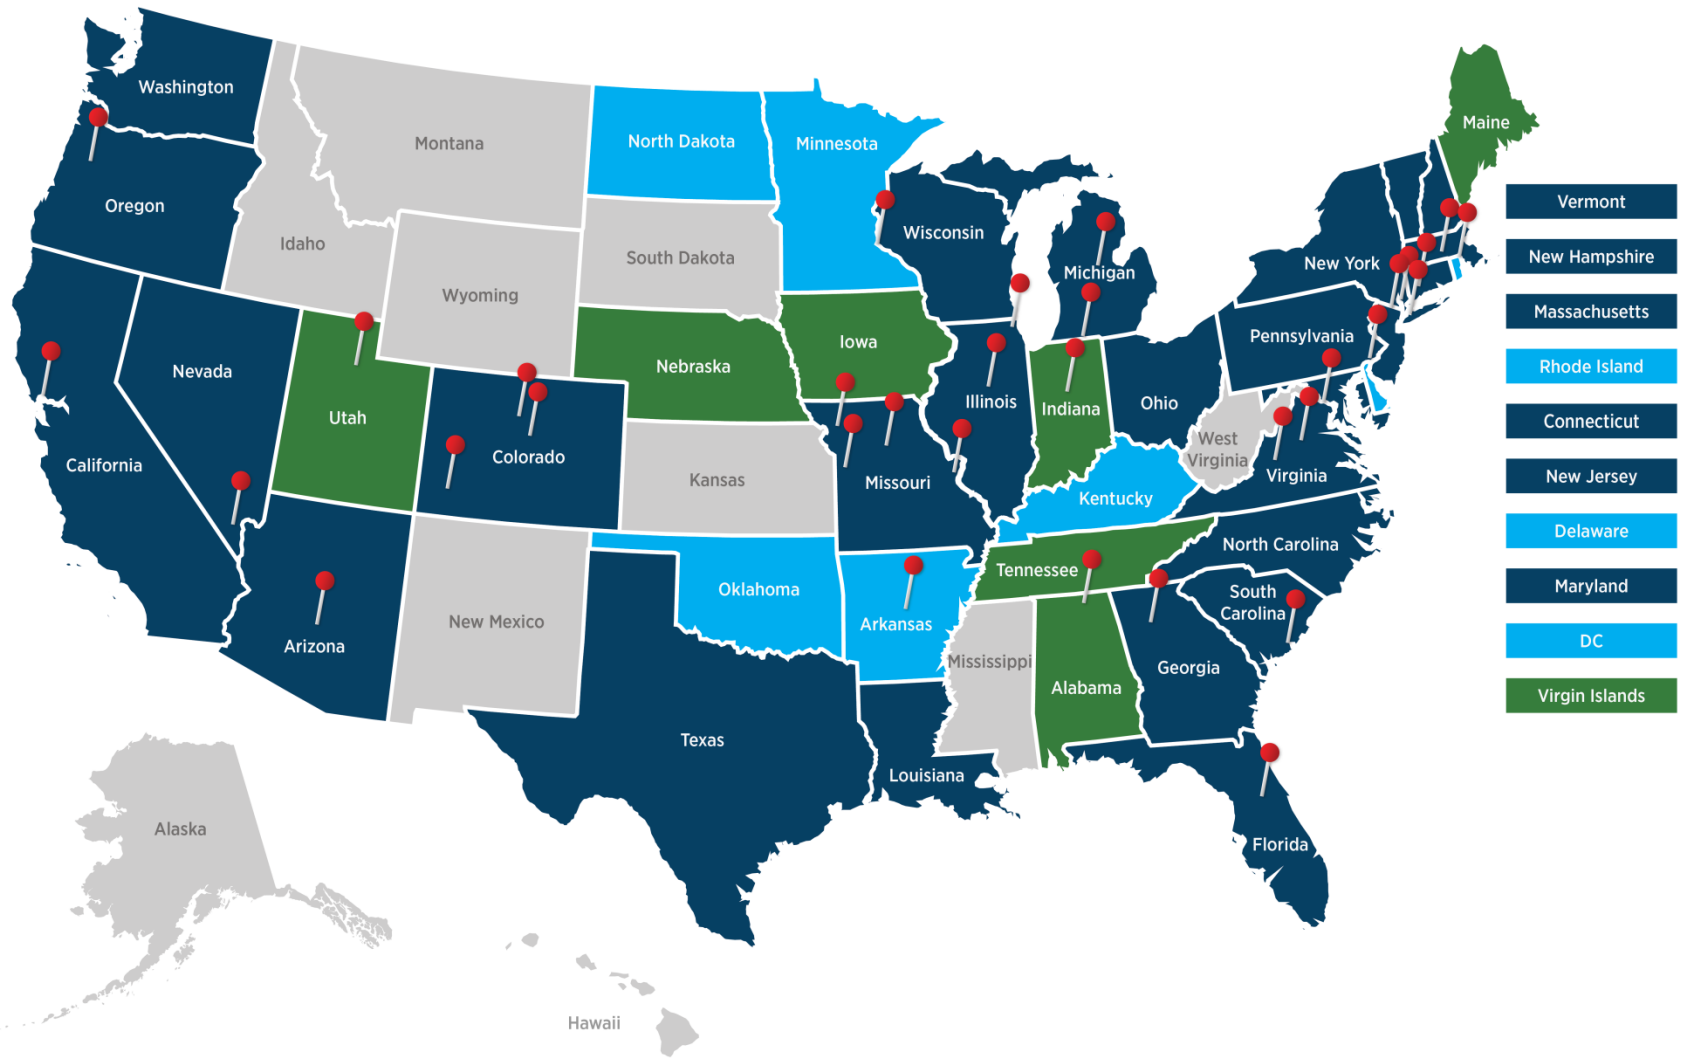 Washington
Montana
North Dakota
Minnesota
Maine
Oregon
Idaho
South Dakota
Wisconsin
Michigan
New York
Vermont
New Hampshire
Massachusetts
Wyoming
Nevada
Utah
Nebraska
Iowa
Illinois
Indiana
Ohio
Pennsylvania
Rhode Island
Connecticut
California
Colorado
Kansas
Missouri
Kentucky
West
Virginia
Virginia
New Jersey
Delaware
Arizona
New Mexico
Oklahoma
Arkansas
Tennessee
North Carolina
South
Carolina
Maryland
DC
Texas
Louisiana
Mississippi
Alabama
Georgia
Virgin Islands
Florida
Alaska
Hawaii